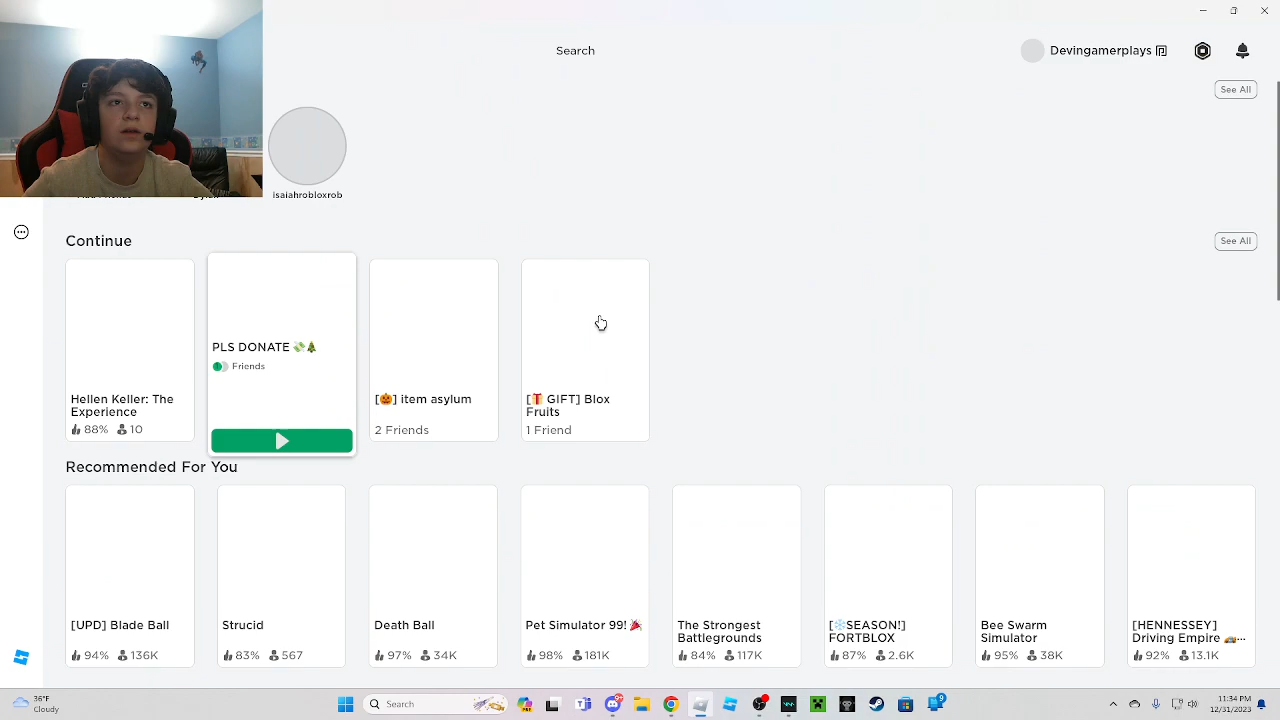 Search
Devingamerplays
See All
isaiahrobloxrob
Continue
See All
Hellen Keller: The
Experience
88% 10
PLS DONATE 💸🌲
1 Friends
[🎃] item asylum
2 Friends
[🎁 GIFT] Blox
Fruits
1 Friend
Recommended For You
[UPD] Blade Ball
94% 136K
Strucid
83% 567
Death Ball
97% 34K
Pet Simulator 99! 🎉
98% 181K
The Strongest
Battlegrounds
84% 117K
[❄️SEASON!]
FORTBLOX
87% 2.6K
Bee Swarm
Simulator
95% 38K
[HENNESSEY]
Driving Empire 🚕...
92% 13.1K
36°F
Cloudy
Search
9+
9
11:34 PM
12/31/2023